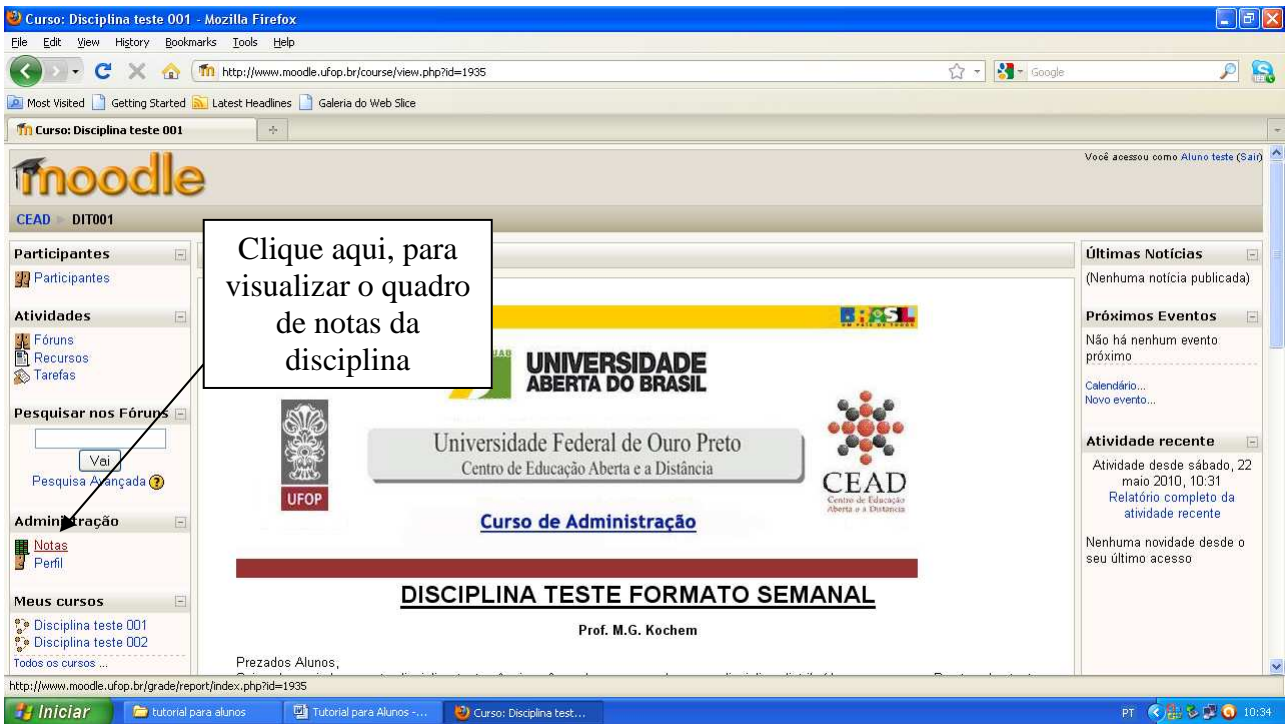 Curso: Disciplina teste 001 - Mozilla Firefox
File Edit View History Bookmarks Tools Help
http://www.moodle.ufop.br/course/view.php?id=1935
Google
Most Visited Getting Started Latest Headlines Galeria do Web Slice
Curso: Disciplina teste 001
moodle
Você acessou como Aluno teste (Sair)
CEAD DIT001
Clique aqui, para
visualizar o quadro
de notas da
disciplina
Participantes
Participantes
Atividades
Fóruns
Recursos
Tarefas
Pesquisar nos Fóruns
Vai
Pesquisa Avançada
Administração
Notas
Perfil
Meus cursos
Disciplina teste 001
Disciplina teste 002
Todos os cursos ...
BRASIL
UM PAÍS DE TODOS
UNIVERSIDADE
ABERTA DO BRASIL
UFOP
Universidade Federal de Ouro Preto
Centro de Educação Aberta e a Distância
CEAD
Centro de Educação
Aberta e a Distância
Curso de Administração
DISCIPLINA TESTE FORMATO SEMANAL
Prof. M.G. Kochem
Prezados Alunos,
Últimas Notícias
(Nenhuma notícia publicada)
Próximos Eventos
Não há nenhum evento
próximo
Calendário...
Novo evento...
Atividade recente
Atividade desde sábado, 22
maio 2010, 10:31
Relatório completo da
atividade recente
Nenhuma novidade desde o
seu último acesso
http://www.moodle.ufop.br/grade/report/index.php?id=1935
Iniciar tutorial para alunos Tutorial para Alunos -... Curso: Disciplina test... PT 10:34